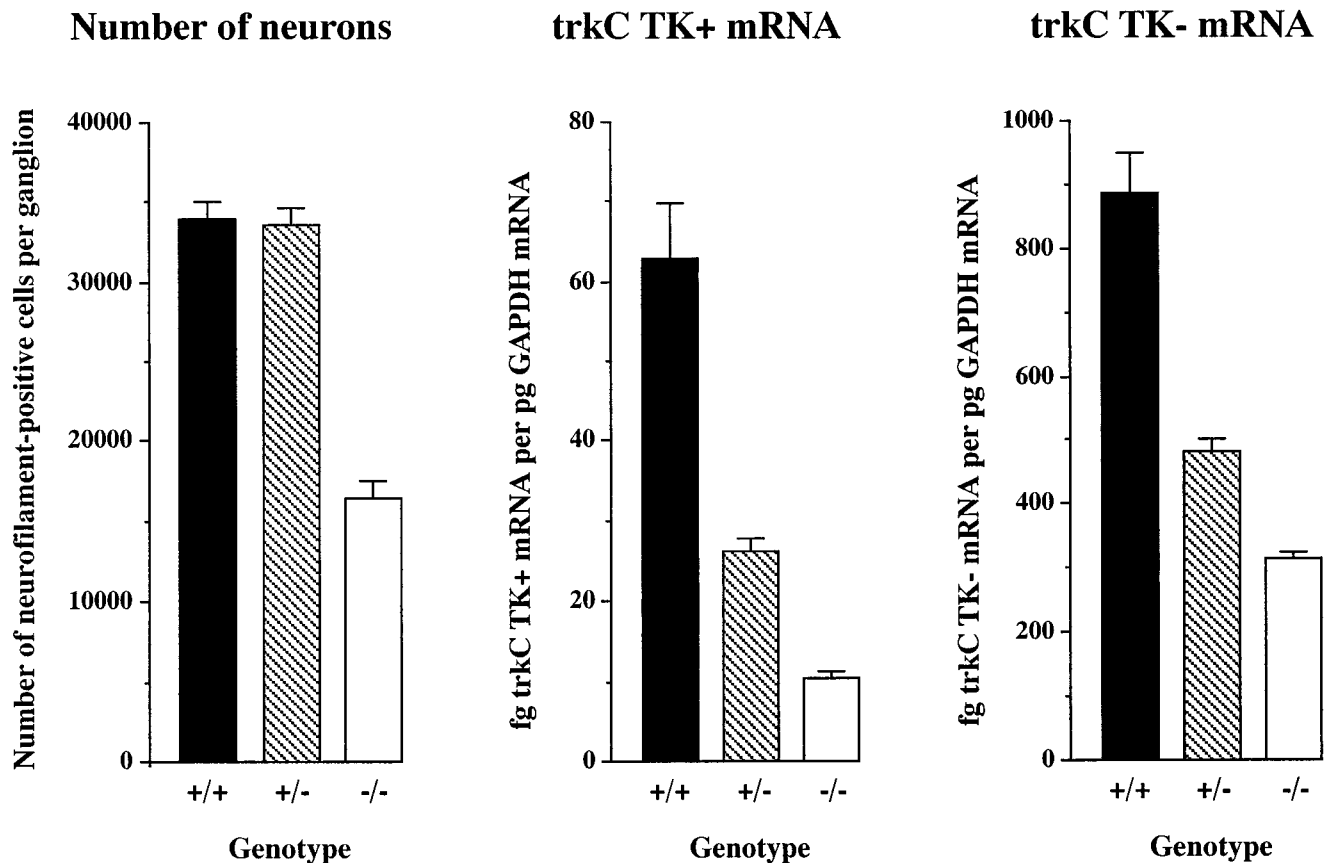 Number of neurons
Number of neurofilament-positive cells per ganglion
40000
30000
20000
10000
0
+/+ +/- -/-
Genotype
trkC TK+ mRNA
fg trkC TK+ mRNA per pg GAPDH mRNA
80
60
40
20
0
+/+ +/- -/-
Genotype
trkC TK- mRNA
fg trkC TK- mRNA per pg GAPDH mRNA
1000
800
600
400
200
0
+/+ +/- -/-
Genotype